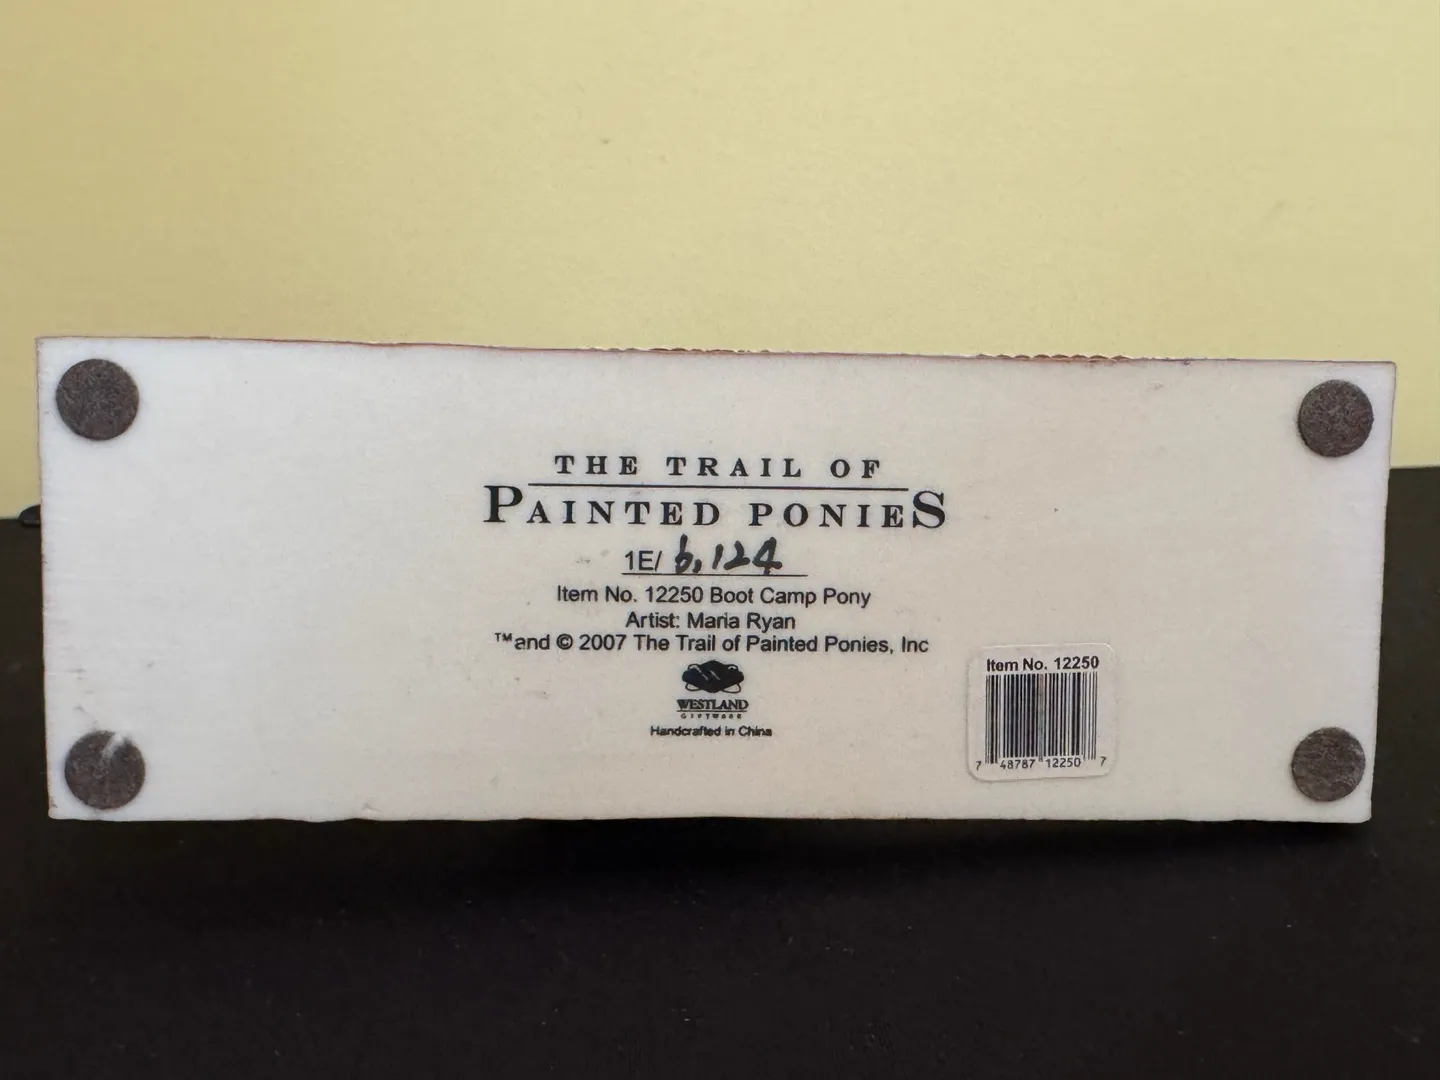 THE TRAIL OF
PAINTED PONIES
1E/ 6,124
Item No. 12250 Boot Camp Pony
Artist: Maria Ryan
™and © 2007 The Trail of Painted Ponies, Inc
WESTLAND
GIFTWARE
Handcrafted in China
Item No. 12250
7 48787 12250 7